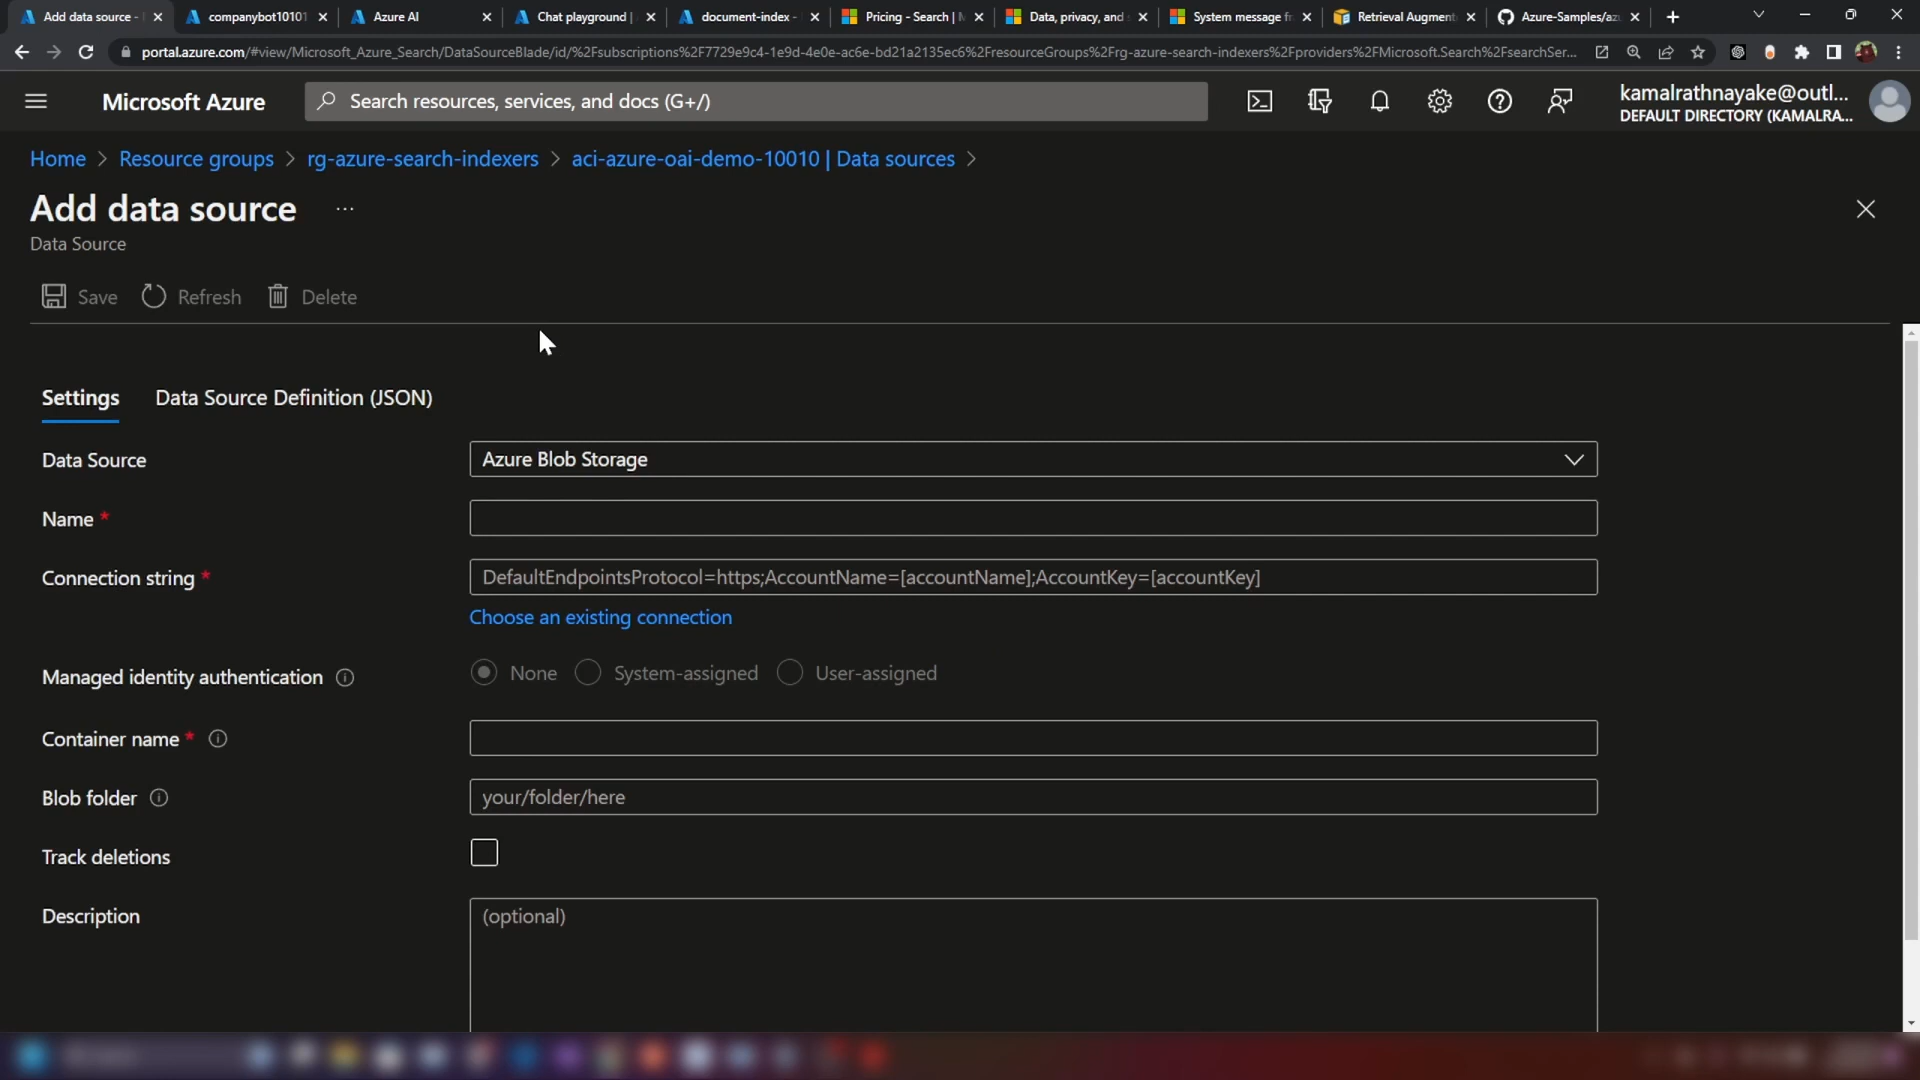 Add data source -
companybot10101
Azure AI
Chat playground |
document-index -
Pricing - Search | M
Data, privacy, and
System message fr
Retrieval Augment
Azure-Samples/az
portal.azure.com/#view/Microsoft_Azure_Search/DataSourceBlade/id/%2Fsubscriptions%2F7729e9c4-1e9d-4e0e-ac6e-bd21a2135ec6%2FresourceGroups%2Frg-azure-search-indexers%2Fproviders%2FMicrosoft.Search%2FsearchSer...
Microsoft Azure
Search resources, services, and docs (G+/)
kamalrathnayake@outl...
DEFAULT DIRECTORY (KAMALRA...
Home > Resource groups > rg-azure-search-indexers > aci-azure-oai-demo-10010 | Data sources >
Add data source ...
Data Source
Save Refresh Delete
Settings Data Source Definition (JSON)
Data Source Azure Blob Storage
Name *
Connection string * DefaultEndpointsProtocol=https;AccountName=[accountName];AccountKey=[accountKey]
Choose an existing connection
Managed identity authentication None System-assigned User-assigned
Container name *
Blob folder your/folder/here
Track deletions
Description (optional)